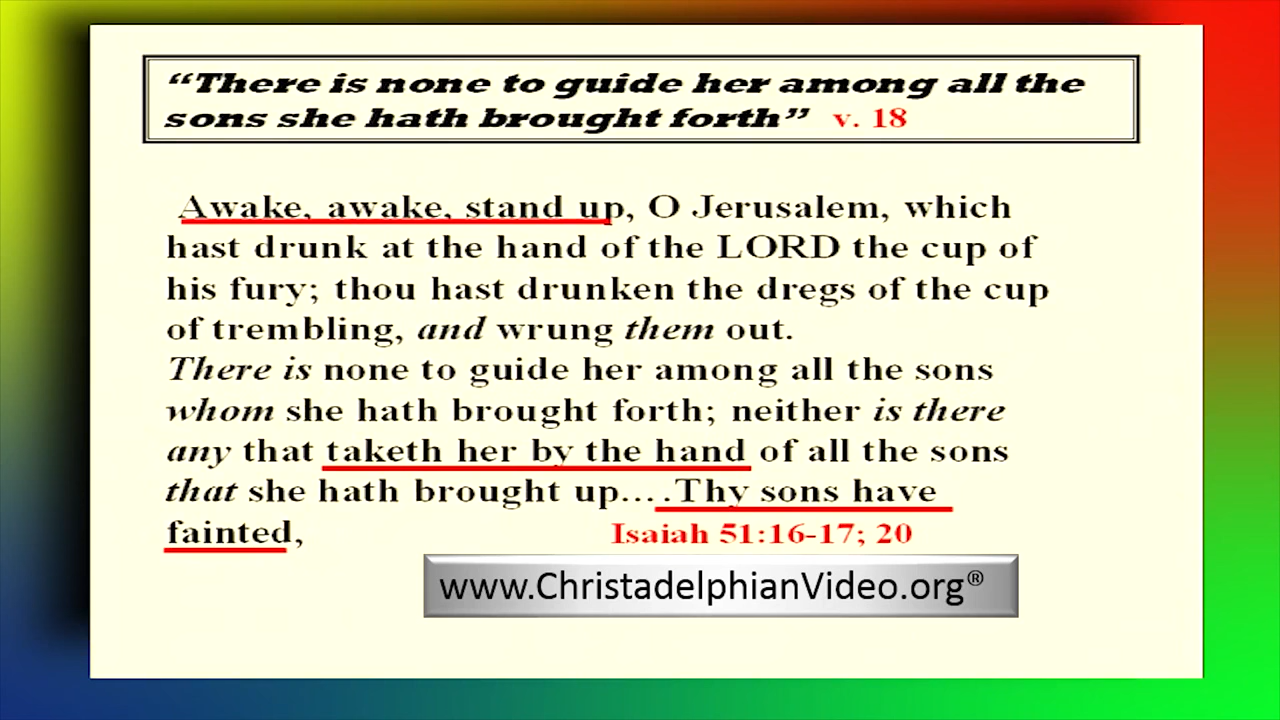 “There is none to guide her among all the
sons she hath brought forth” v. 18
Awake, awake, stand up, O Jerusalem, which
hast drunk at the hand of the LORD the cup of
his fury; thou hast drunken the dregs of the cup
of trembling, and wrung them out.
There is none to guide her among all the sons
whom she hath brought forth; neither is there
any that taketh her by the hand of all the sons
that she hath brought up….Thy sons have
fainted, Isaiah 51:16-17; 20
www.ChristadelphianVideo.org®